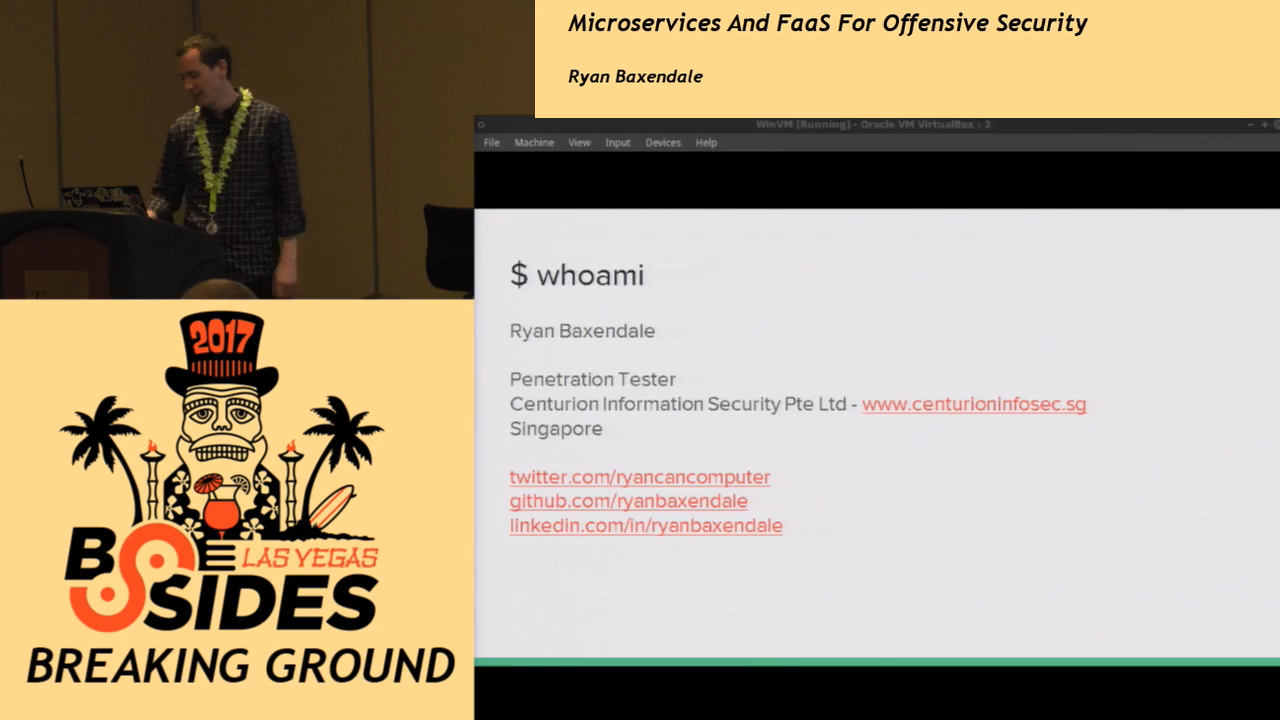 Microservices And FaaS For Offensive Security
Ryan Baxendale
WinVM [Running] - Oracle VM VirtualBox : 2
File Machine View Input Devices Help
$ whoami
Ryan Baxendale
Penetration Tester
Centurion Information Security Pte Ltd - www.centurioninfosec.sg
Singapore
twitter.com/ryancancomputer
github.com/ryanbaxendale
linkedin.com/in/ryanbaxendale
2017
BSIDES LAS VEGAS
BREAKING GROUND